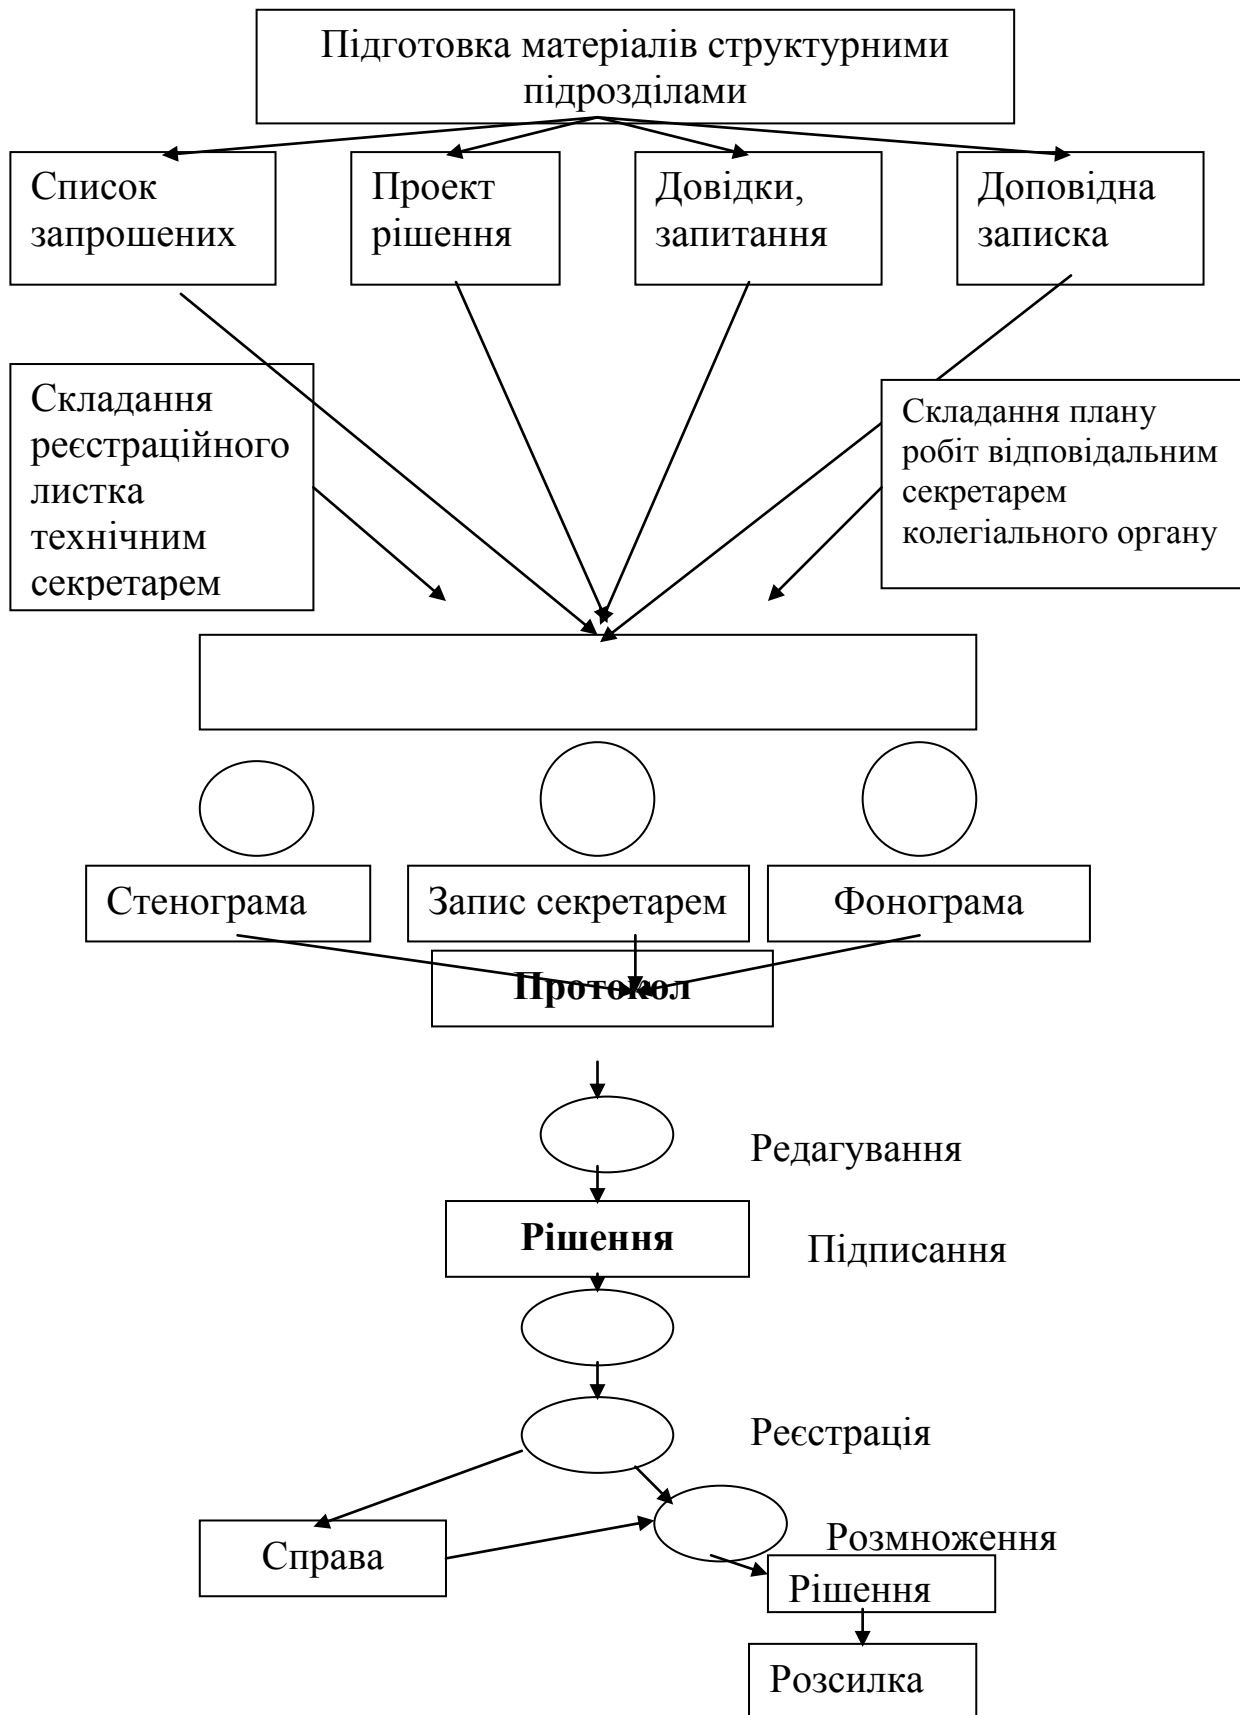 Підготовка матеріалів структурними
підрозділами
Список
запрошених
Проект
рішення
Довідки,
запитання
Доповідна
записка
Складання
реєстраційного
листка
технічним
секретарем
Складання плану
робіт відповідальним
секретарем
колегіального органу
Стенограма
Запис секретарем
Фонограма
Протокол
Редагування
Рішення
Підписання
Реєстрація
Розмноження
Справа
Рішення
Розсилка